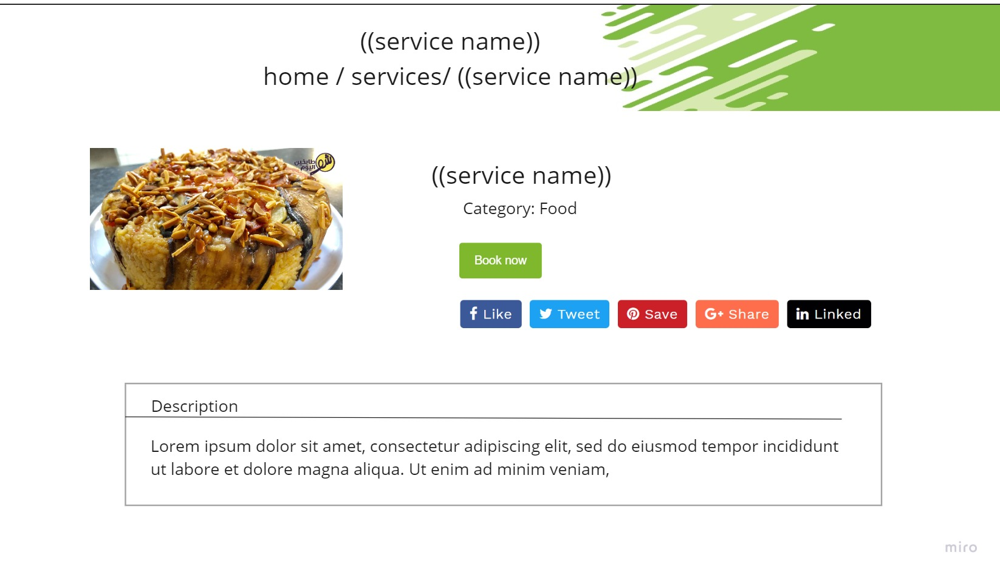 ((service name))
home / services/ ((service name))
شو
طابخين
اليوم
((service name))
Category: Food
Book now
Like
Tweet
Save
G+ Share
in Linked
Description
Lorem ipsum dolor sit amet, consectetur adipiscing elit, sed do eiusmod tempor incididunt
ut labore et dolore magna aliqua. Ut enim ad minim veniam,
miro